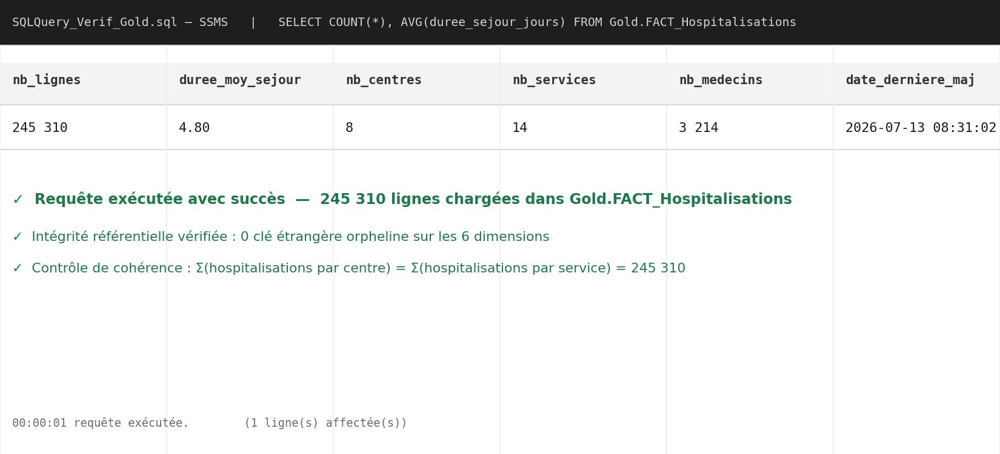 SQLQuery_Verif_Gold.sql — SSMS | SELECT COUNT(*), AVG(duree_sejour_jours) FROM Gold.FACT_Hospitalisations
nb_lignes duree_moy_sejour nb_centres nb_services nb_medecins date_derniere_maj
245 310 4.80 8 14 3 214 2026-07-13 08:31:02
✓ Requête exécutée avec succès — 245 310 lignes chargées dans Gold.FACT_Hospitalisations
✓ Intégrité référentielle vérifiée : 0 clé étrangère orpheline sur les 6 dimensions
✓ Contrôle de cohérence : Σ(hospitalisations par centre) = Σ(hospitalisations par service) = 245 310
00:00:01 requête exécutée. (1 ligne(s) affectée(s))